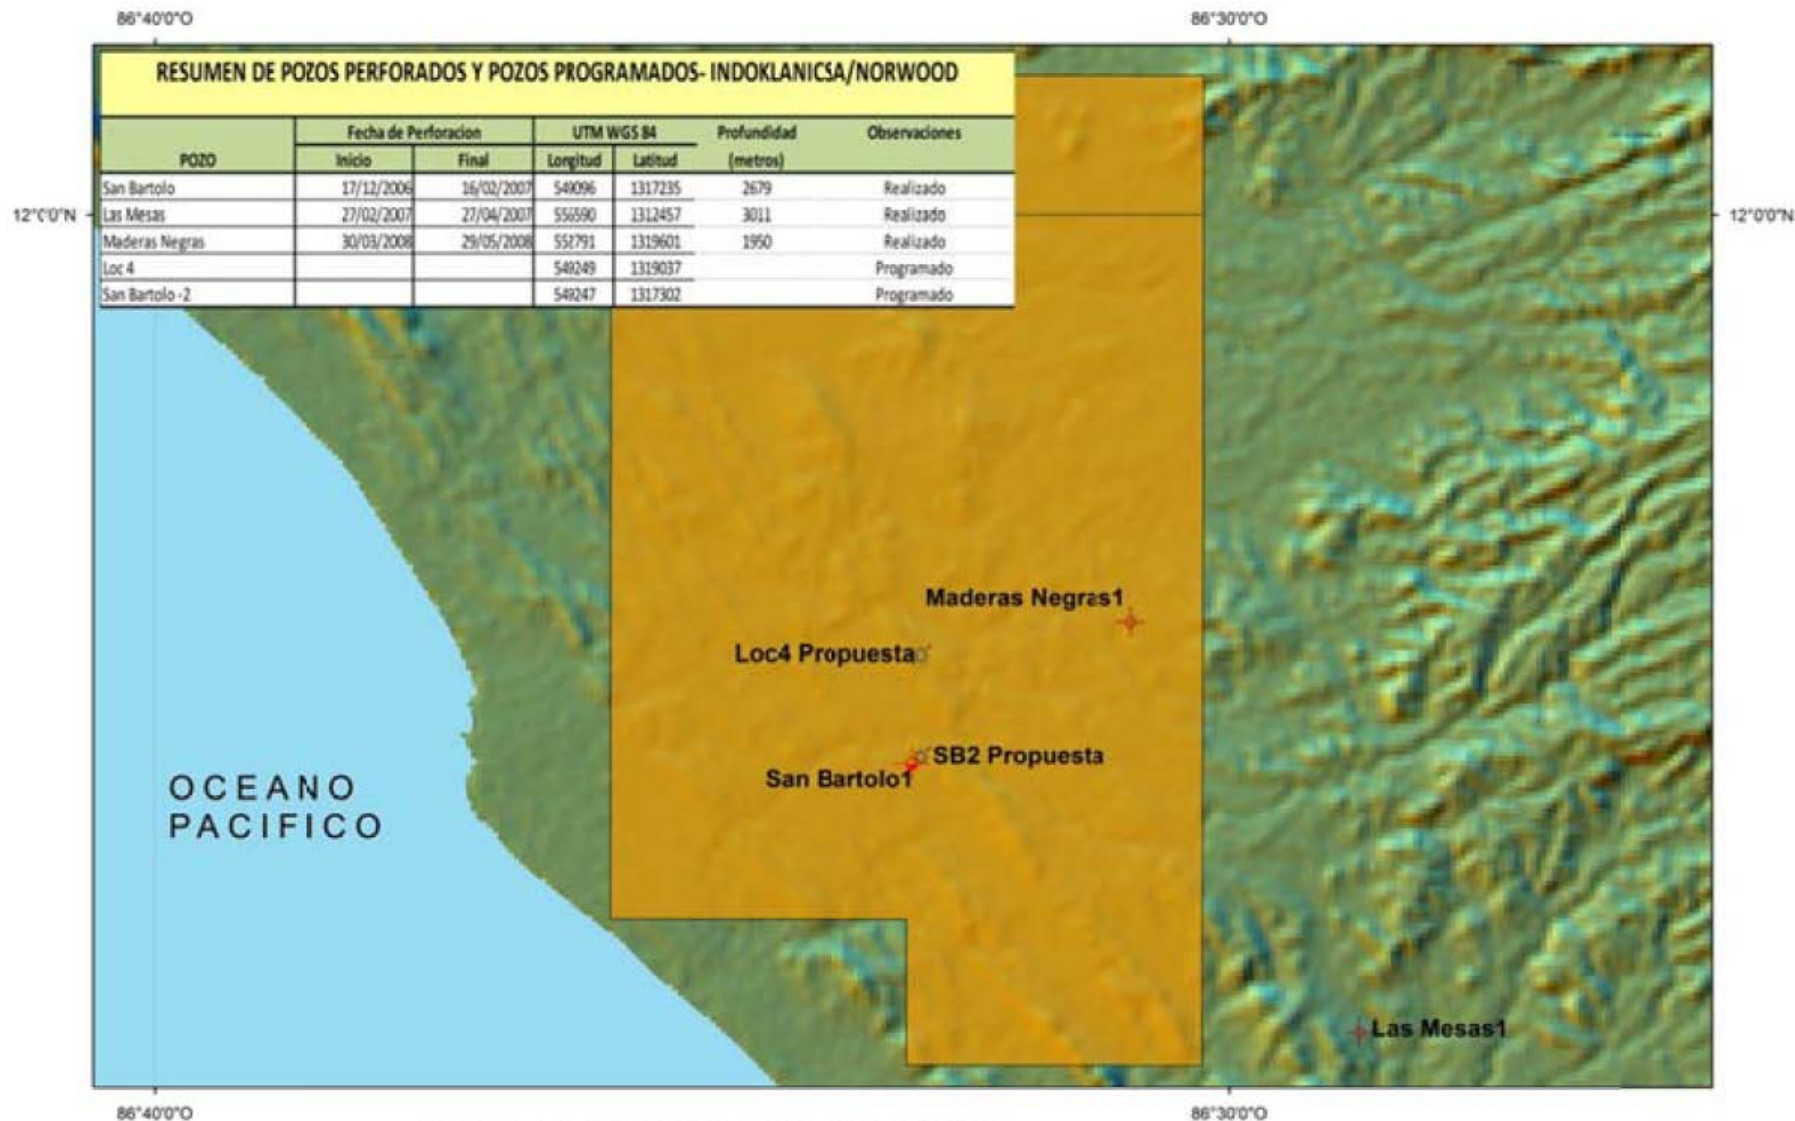 86°40'0"O 86°30'0"O
RESUMEN DE POZOS PERFORADOS Y POZOS PROGRAMADOS- INDOKLANICSA/NORWOOD
Fecha de Perforacion UTM WGS 84 Profundidad Observaciones
POZO Inicio Final Longitud Latitud (metros)
San Bartolo 17/12/2006 16/02/2007 549096 1317235 2679 Realizado
12°0'0"N Las Mesas 27/02/2007 27/04/2007 556590 1312457 3011 Realizado 12°0'0"N
Maderas Negras 30/03/2008 29/05/2008 552791 1319601 1950 Realizado
Loc 4 549249 1319037 Programado
San Bartolo -2 549247 1317302 Programado
Maderas Negras1
Loc4 Propuesta
SB2 Propuesta
San Bartolo1
OCEANO
PACIFICO
Las Mesas1
86°40'0"O 86°30'0"O